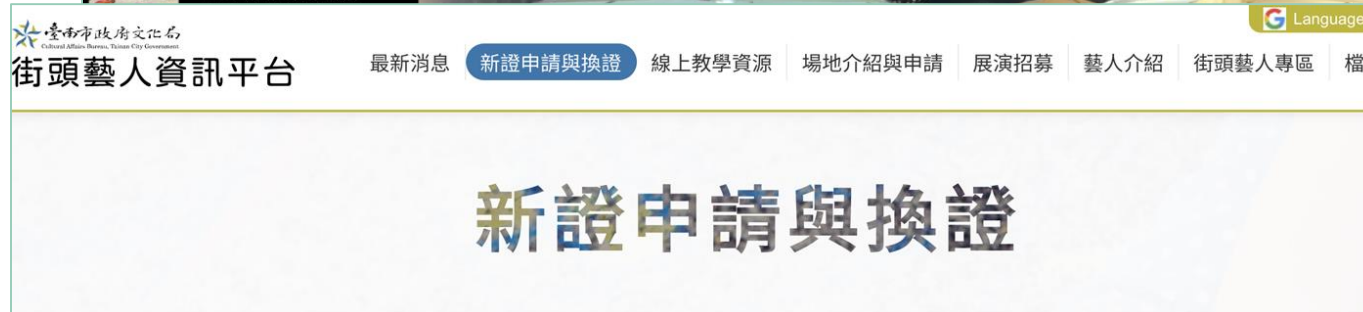 Language
臺南市政府文化局
Cultural Affairs Bureau, Tainan City Government
街頭藝人資訊平台
最新消息 新證申請與換證 線上教學資源 場地介紹與申請 展演招募 藝人介紹 街頭藝人專區 檔
新證申請與換證